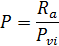 P = R_a / P_vi